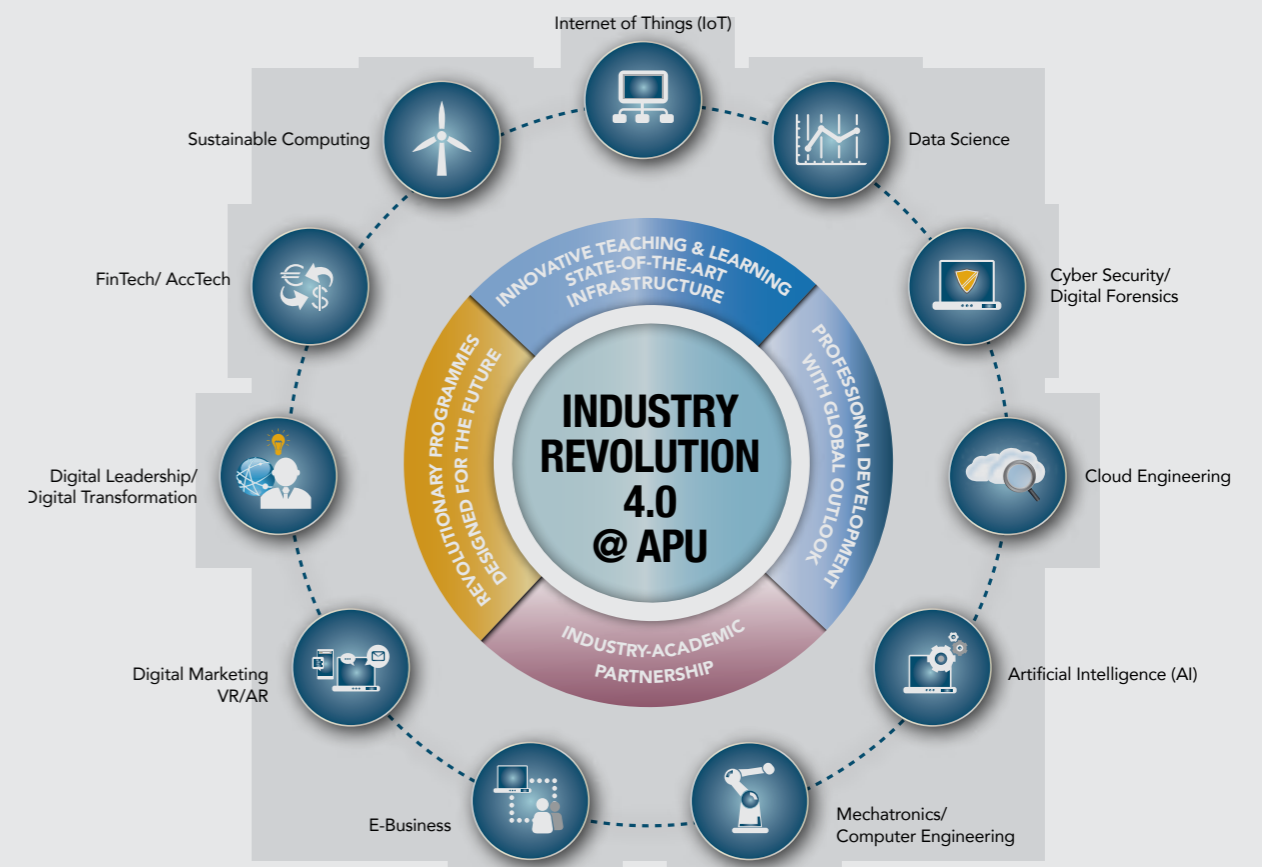 Internet of Things (IoT)
Sustainable Computing
Data Science
FinTech/ AccTech
Cyber Security/
Digital Forensics
INNOVATIVE TEACHING & LEARNING
STATE-OF-THE-ART
INFRASTRUCTURE
REVOLUTIONARY PROGRAMMES
DESIGNED FOR THE FUTURE
PROFESSIONAL DEVELOPMENT
WITH GLOBAL OUTLOOK
INDUSTRY
REVOLUTION
4.0
@ APU
Digital Leadership/
Digital Transformation
Cloud Engineering
INDUSTRY-ACADEMIC
PARTNERSHIP
Digital Marketing
VR/AR
Artificial Intelligence (AI)
E-Business
Mechatronics/
Computer Engineering